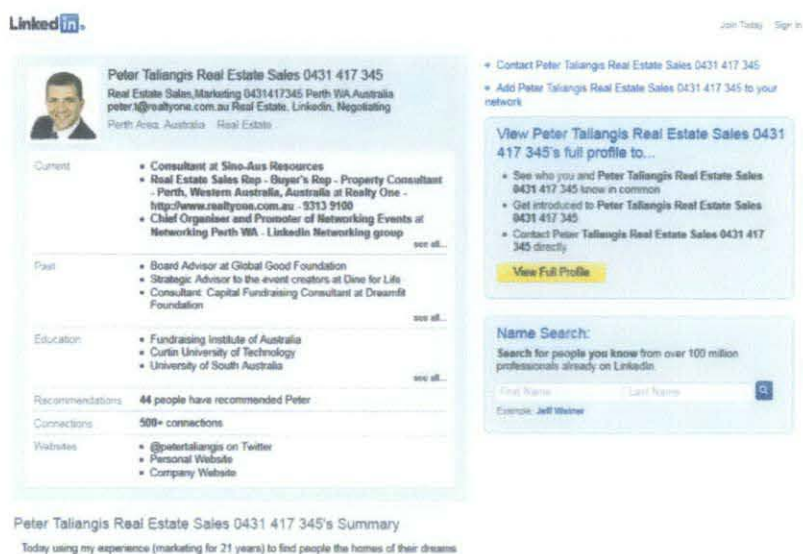 Linked in.
Join Today Sign In
Peter Taliangis Real Estate Sales 0431 417 345
Real Estate Sales,Marketing 0431417345 Perth WA Australia
peter.t@realtyone.com.au Real Estate, Linkedin, Negotiating
Perth Area, Australia Real Estate
Current
• Consultant at Sino-Aus Resources
• Real Estate Sales Rep - Buyer's Rep - Property Consultant
- Perth, Western Australia, Australia at Realty One -
http://www.realtyone.com.au - 9313 9100
• Chief Organiser and Promoter of Networking Events at
Networking Perth WA - Linkedin Networking group
see all...
Past
• Board Advisor at Global Good Foundation
• Strategic Advisor to the event creators at Dine for Life
• Consultant: Capital Fundraising Consultant at Dreamfit
Foundation
see all...
Education
• Fundraising Institute of Australia
• Curtin University of Technology
• University of South Australia
see all...
Recommendations 44 people have recommended Peter
Connections 500+ connections
Websites
• @petertaliangis on Twitter
• Personal Website
• Company Website
• Contact Peter Taliangis Real Estate Sales 0431 417 345
• Add Peter Taliangis Real Estate Sales 0431 417 345 to your
network
View Peter Taliangis Real Estate Sales 0431
417 345's full profile to...
• See who you and Peter Taliangis Real Estate Sales
0431 417 345 know in common
• Get introduced to Peter Taliangis Real Estate Sales
0431 417 345
• Contact Peter Taliangis Real Estate Sales 0431 417
345 directly
View Full Profile
Name Search:
Search for people you know from over 100 million
professionals already on LinkedIn
First Name Last Name
Example: Jeff Weiner
Peter Taliangis Real Estate Sales 0431 417 345's Summary
Today using my experience (marketing for 21 years) to find people the homes of their dreams